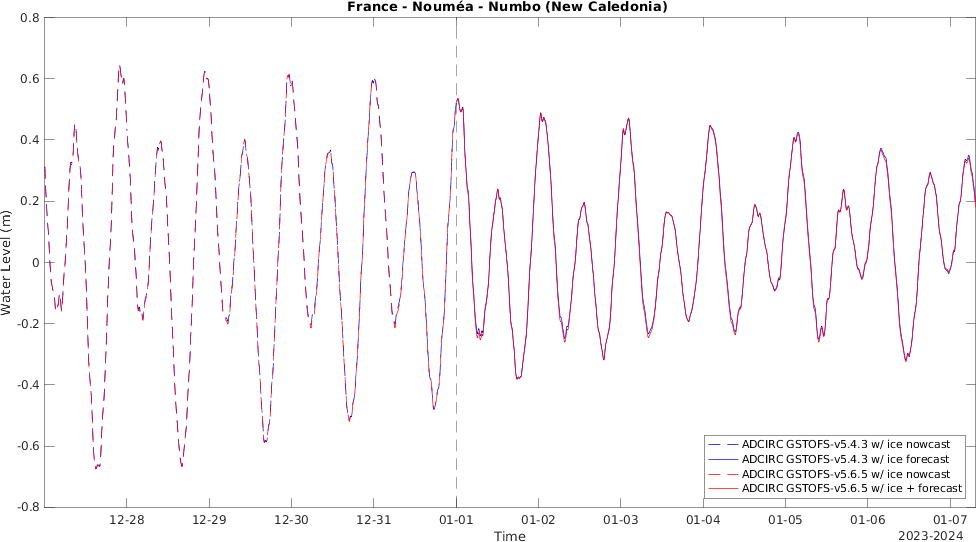 France - Nouméa - Numbo (New Caledonia)
0.8
0.6
0.4
0.2
0
-0.2
-0.4
-0.6
-0.8
Water Level (m)
ADCIRC GSTOFS-v5.4.3 w/ ice nowcast
ADCIRC GSTOFS-v5.4.3 w/ ice forecast
ADCIRC GSTOFS-v5.6.5 w/ ice nowcast
ADCIRC GSTOFS-v5.6.5 w/ ice + forecast
12-28 12-29 12-30 12-31 01-01 01-02 01-03 01-04 01-05 01-06 01-07
Time
2023-2024